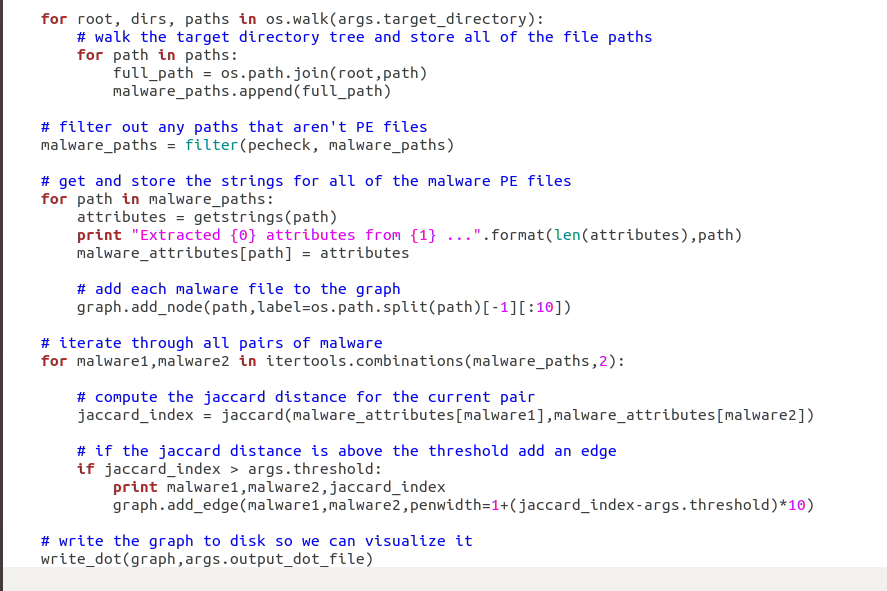 for root, dirs, paths in os.walk(args.target_directory):
    # walk the target directory tree and store all of the file paths
    for path in paths:
        full_path = os.path.join(root,path)
        malware_paths.append(full_path)

# filter out any paths that aren't PE files
malware_paths = filter(pecheck, malware_paths)

# get and store the strings for all of the malware PE files
for path in malware_paths:
    attributes = getstrings(path)
    print "Extracted {0} attributes from {1} ...".format(len(attributes),path)
    malware_attributes[path] = attributes

    # add each malware file to the graph
    graph.add_node(path,label=os.path.split(path)[-1][:10])

# iterate through all pairs of malware
for malware1,malware2 in itertools.combinations(malware_paths,2):

    # compute the jaccard distance for the current pair
    jaccard_index = jaccard(malware_attributes[malware1],malware_attributes[malware2])

    # if the jaccard distance is above the threshold add an edge
    if jaccard_index > args.threshold:
        print malware1,malware2,jaccard_index
        graph.add_edge(malware1,malware2,penwidth=1+(jaccard_index-args.threshold)*10)

# write the graph to disk so we can visualize it
write_dot(graph,args.output_dot_file)